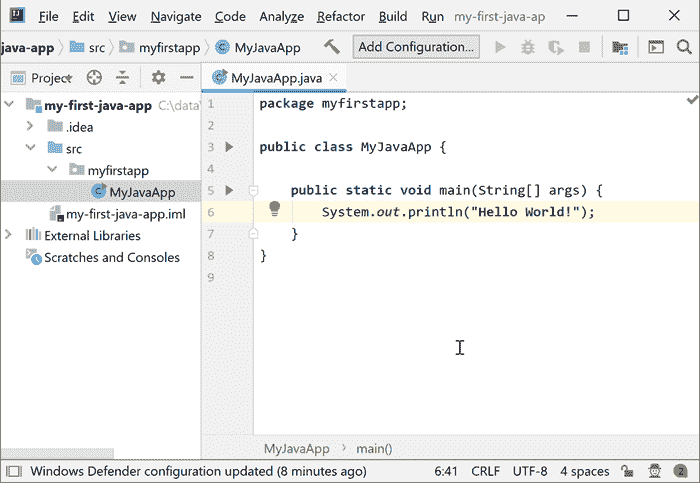 File Edit View Navigate Code Analyze Refactor Build Run my-first-java-ap
java-app src myfirstapp MyJavaApp Add Configuration...
Project
MyJavaApp.java
my-first-java-app C:\data\
.idea
src
myfirstapp
MyJavaApp
my-first-java-app.iml
External Libraries
Scratches and Consoles
1 package myfirstapp;
2
3 public class MyJavaApp {
4
5 public static void main(String[] args) {
6 System.out.println("Hello World!");
7 }
8 }
9
MyJavaApp main()
Windows Defender configuration updated (8 minutes ago) 6:41 CRLF UTF-8 4 spaces 2